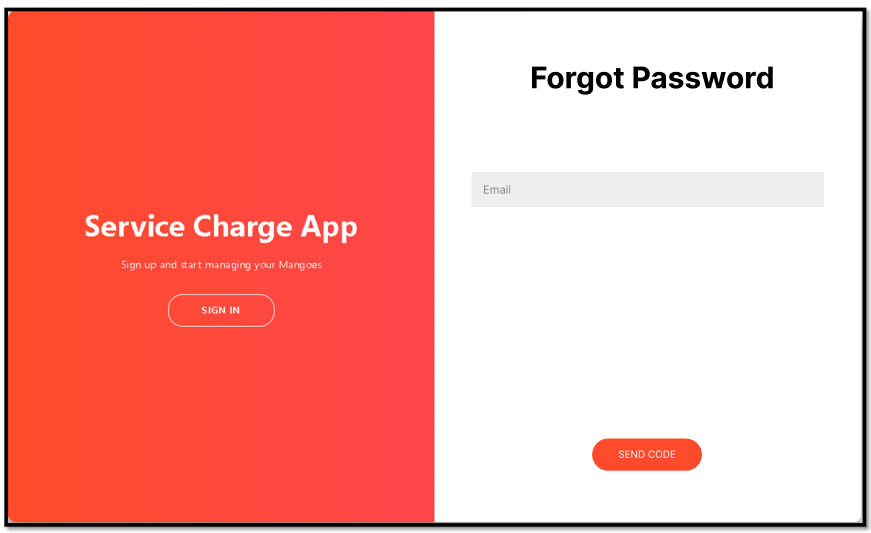 Service Charge App
Sign up and start managing your Mangoes
SIGN IN
Forgot Password
Email
SEND CODE